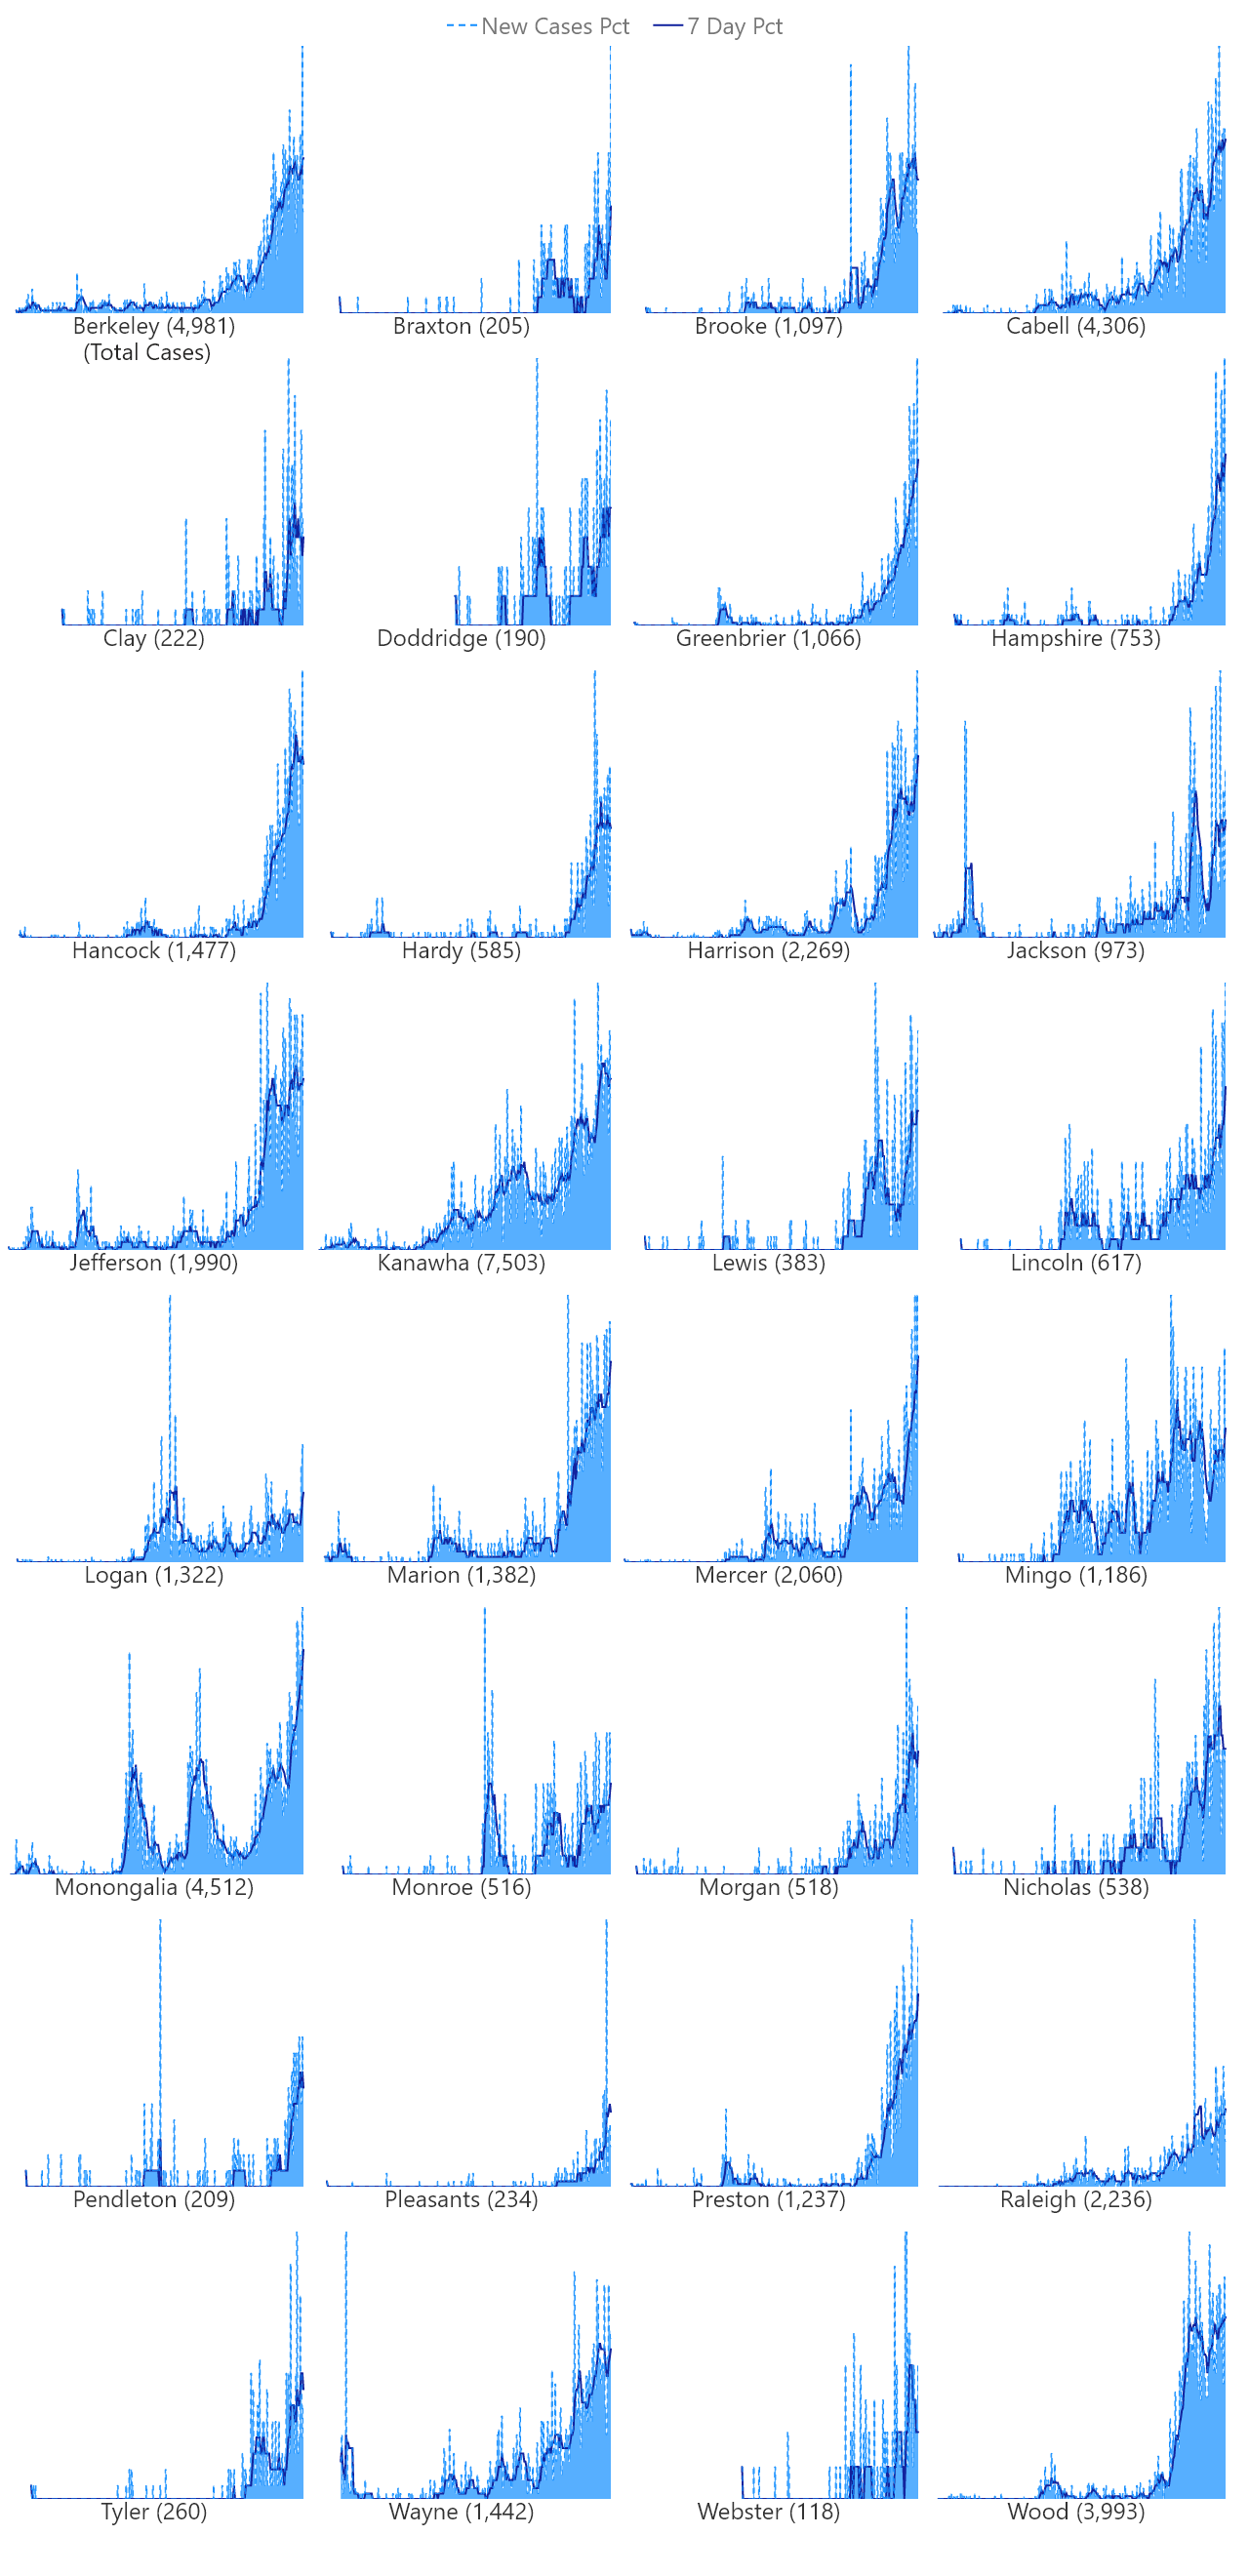 New Cases Pct 7 Day Pct
Berkeley (4,981) Braxton (205) Brooke (1,097) Cabell (4,306)
(Total Cases)
Clay (222) Doddridge (190) Greenbrier (1,066) Hampshire (753)
Hancock (1,477) Hardy (585) Harrison (2,269) Jackson (973)
Jefferson (1,990) Kanawha (7,503) Lewis (383) Lincoln (617)
Logan (1,322) Marion (1,382) Mercer (2,060) Mingo (1,186)
Monongalia (4,512) Monroe (516) Morgan (518) Nicholas (538)
Pendleton (209) Pleasants (234) Preston (1,237) Raleigh (2,236)
Tyler (260) Wayne (1,442) Webster (118) Wood (3,993)